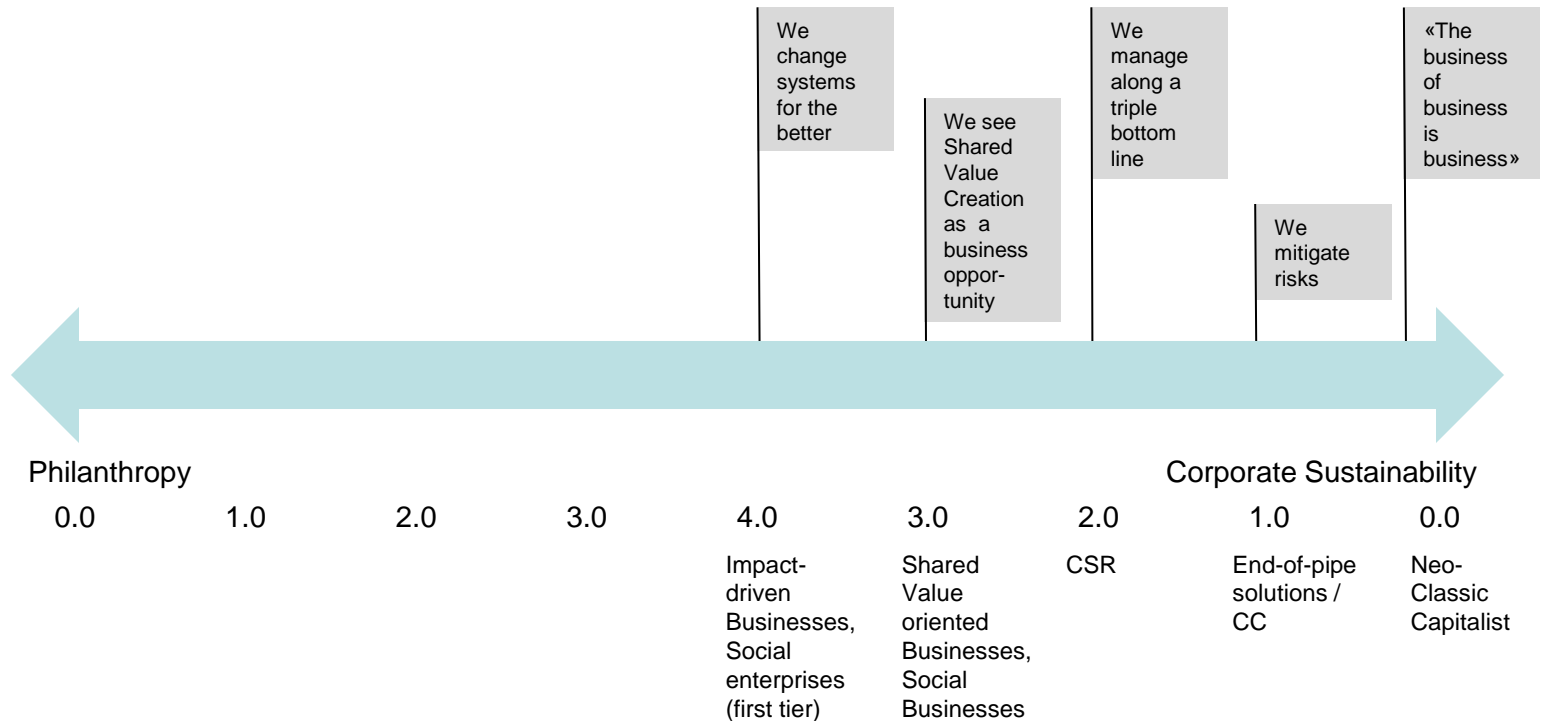 We
change
systems
for the
better
We see
Shared
Value
Creation
as a
business
oppor-
tunity
We
manage
along a
triple
bottom
line
We
mitigate
risks
«The
business
of
business
is
business»
Philanthropy
Corporate Sustainability
0.0 1.0 2.0 3.0 4.0 3.0 2.0 1.0 0.0
Impact-
driven
Businesses,
Social
enterprises
(first tier)
Shared
Value
oriented
Businesses,
Social
Businesses
CSR
End-of-pipe
solutions /
CC
Neo-
Classic
Capitalist